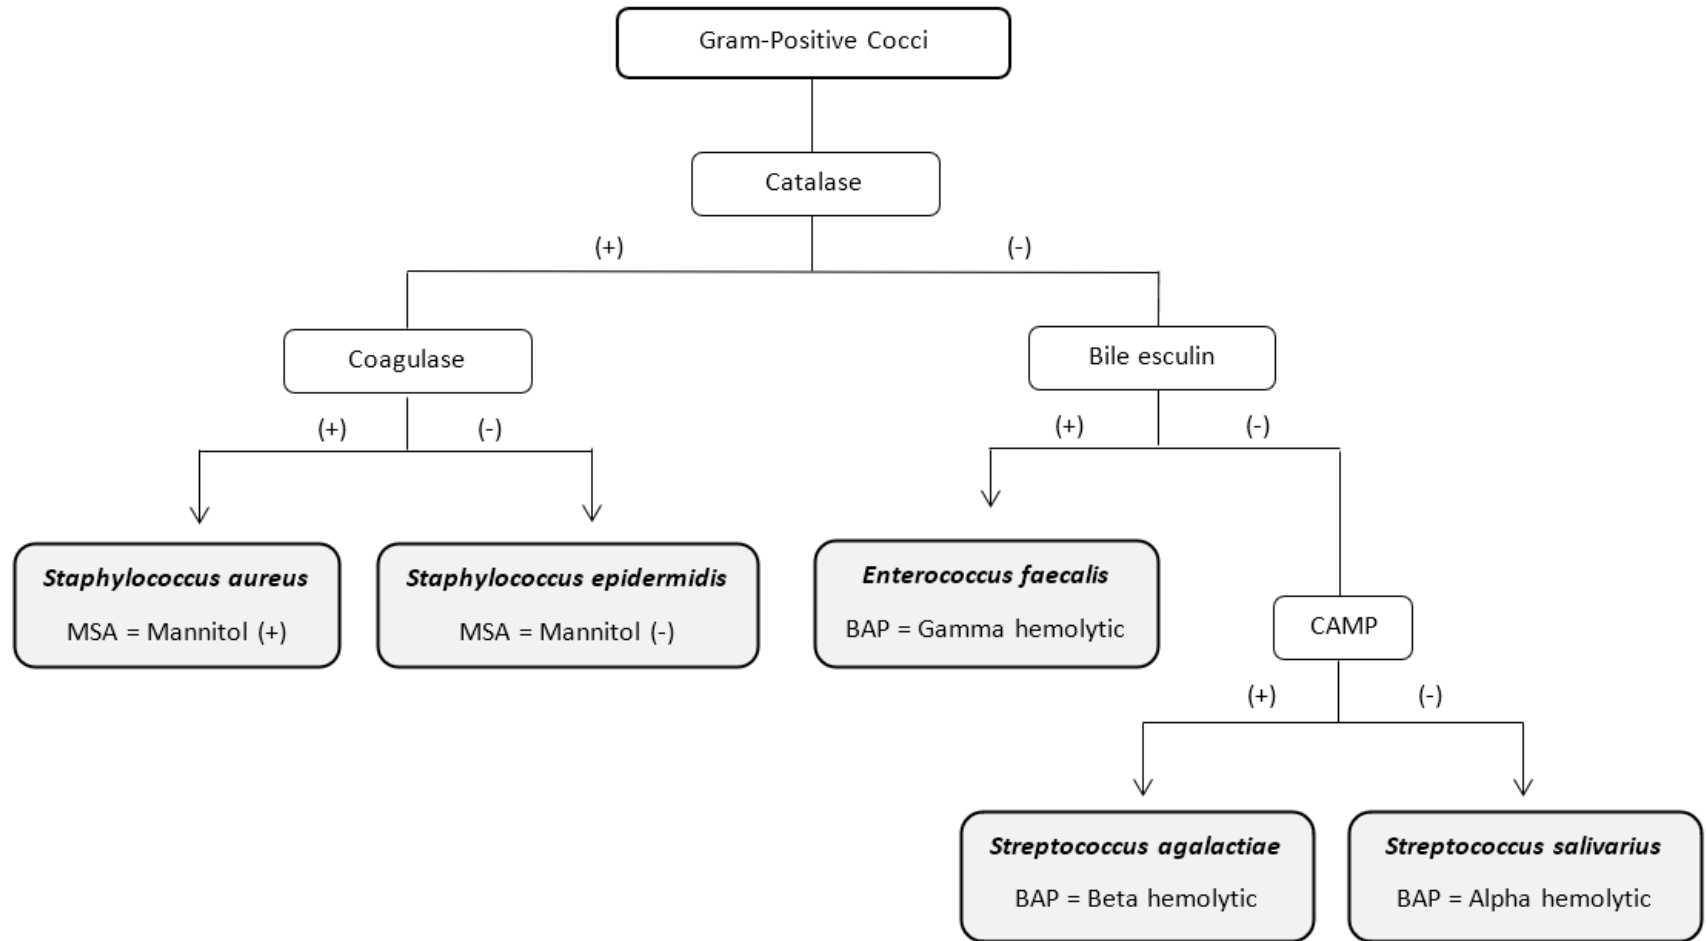 Gram-Positive Cocci
Catalase
(+)
(-)
Coagulase
Bile esculin
(+)
(-)
(+)
(-)
Staphylococcus aureus
MSA = Mannitol (+)
Staphylococcus epidermidis
MSA = Mannitol (-)
Enterococcus faecalis
BAP = Gamma hemolytic
CAMP
(+)
(-)
Streptococcus agalactiae
BAP = Beta hemolytic
Streptococcus salivarius
BAP = Alpha hemolytic